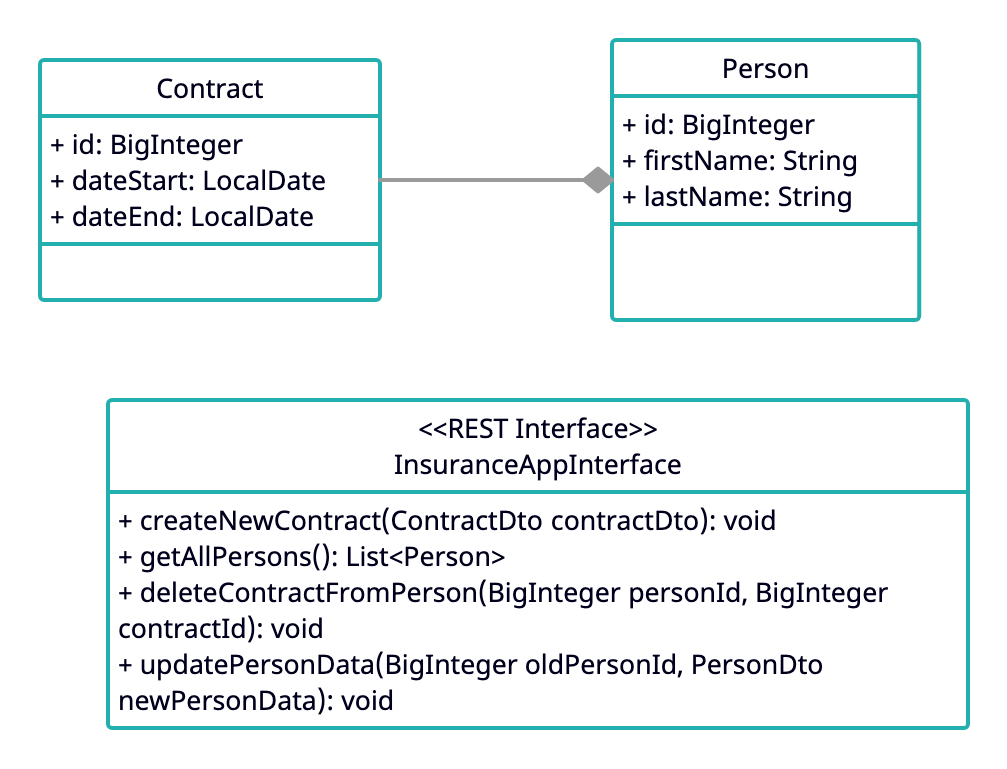 Contract
+ id: BigInteger
+ dateStart: LocalDate
+ dateEnd: LocalDate
Person
+ id: BigInteger
+ firstName: String
+ lastName: String
<<REST Interface>>
InsuranceAppInterface
+ createNewContract(ContractDto contractDto): void
+ getAllPersons(): List<Person>
+ deleteContractFromPerson(BigInteger personId, BigInteger
contractId): void
+ updatePersonData(BigInteger oldPersonId, PersonDto
newPersonData): void